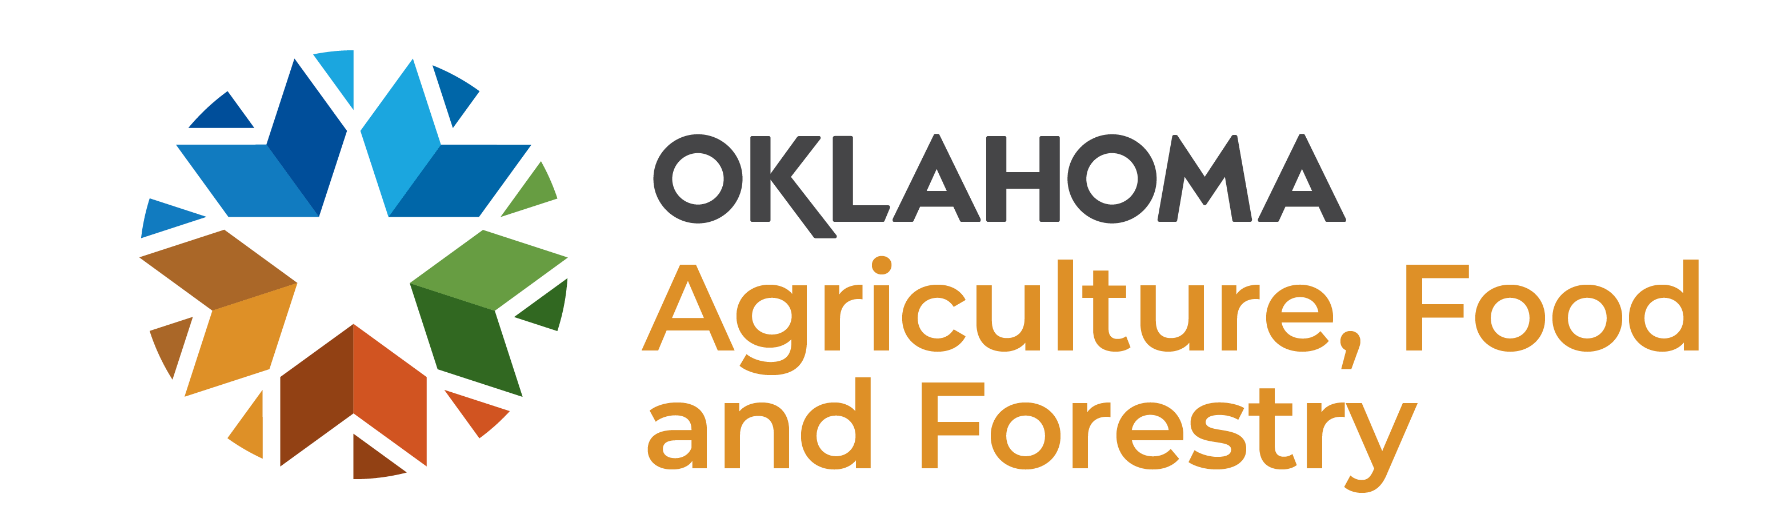 OKLAHOMA
Agriculture, Food
and Forestry